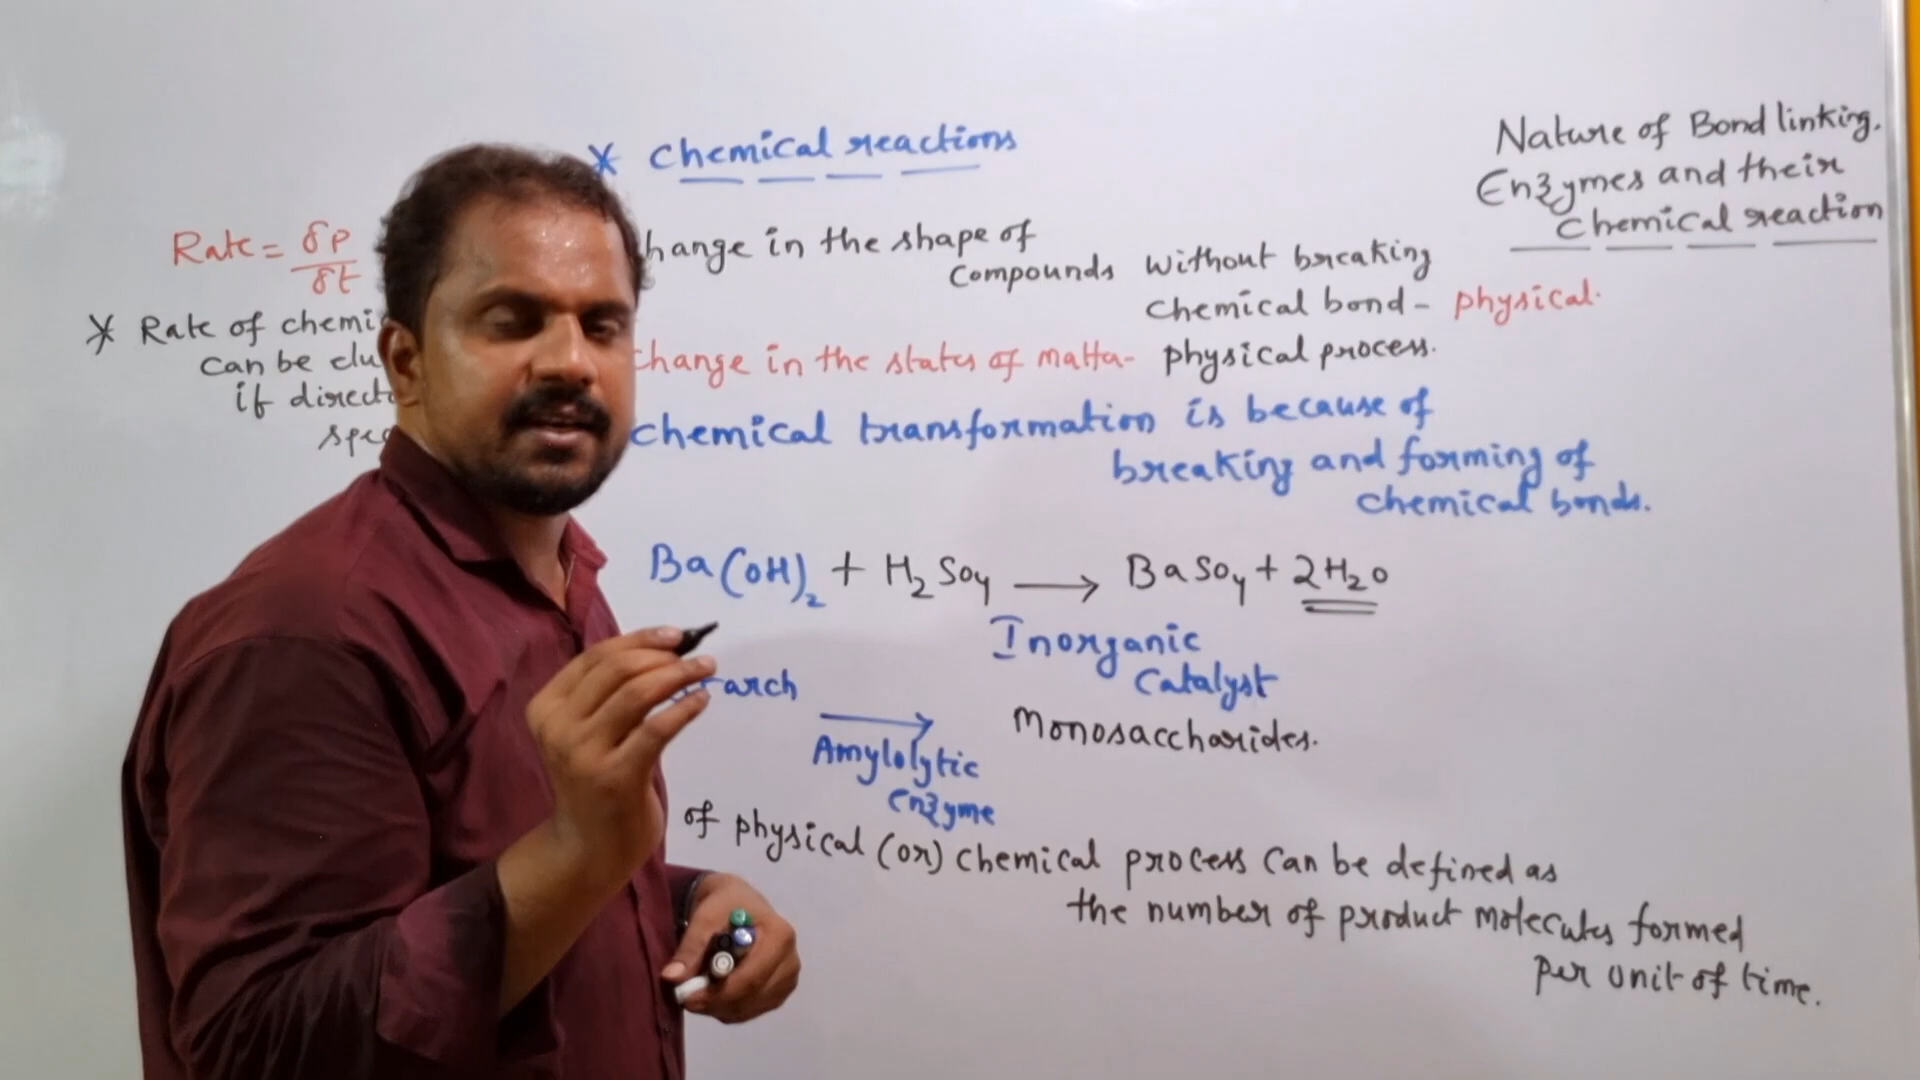 Nature of Bond linking.
Enzymes and their
chemical reaction
* Chemical reactions
Rate = δP
δt
* Rate of chemi
can be
if direct
hange in the shape of
compounds without breaking
chemical bond - physical.
change in the states of matta- physical process.
chemical transformation is because of
breaking and forming of
chemical bonds.
Ba(OH)₂ + H₂SO₄ ⟶ BaSO₄ + 2H₂O
Inorganic
Catalyst
arch ⟶ Monosaccharides.
Amylolytic
enzyme
of physical (or) chemical process can be defined as
the number of product molecules formed
per unit of time.